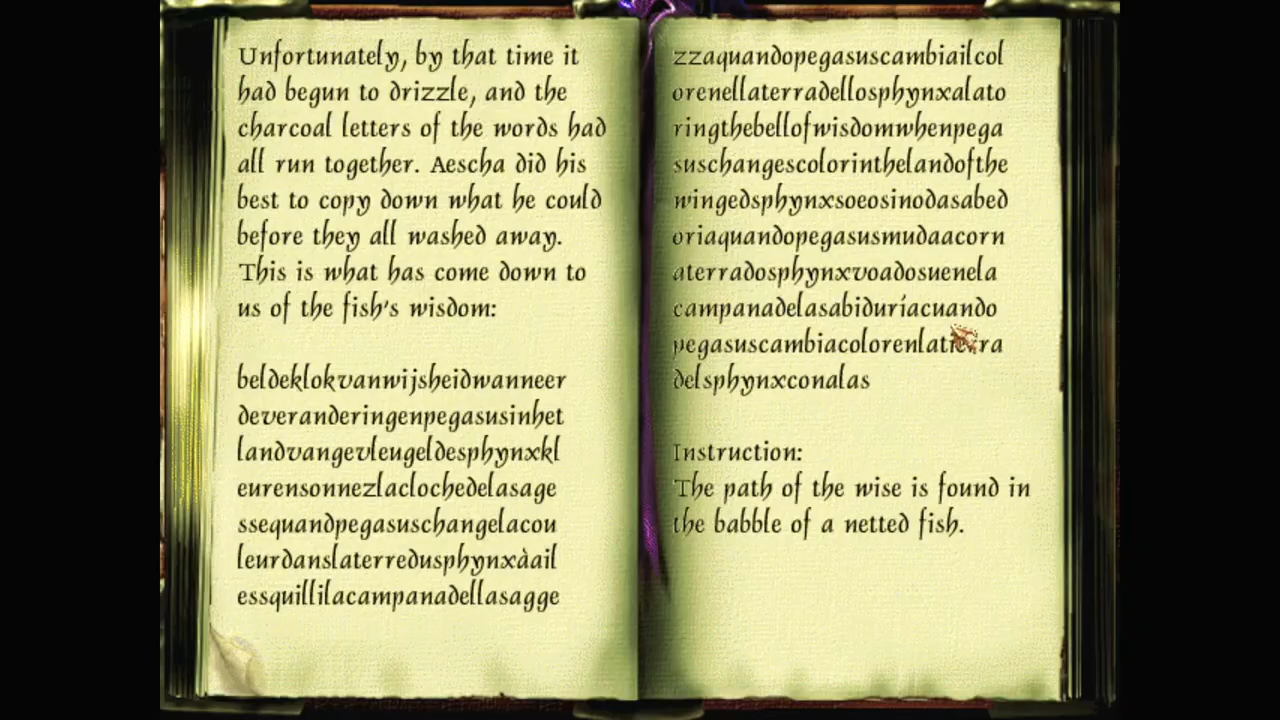 Unfortunately, by that time it
had begun to drizzle, and the
charcoal letters of the words had
all run together. Aescha did his
best to copy down what he could
before they all washed away.
This is what has come down to
us of the fish's wisdom:
beldeklokvanwijsheidwanneer
deveranderingenpegasusinhet
landvangevleugeldesphynxkl
eurensonnezlaclochedelasage
ssequandpegasuschangelacou
leurdanslaterredusphynxàail
essquillilacampanadellasagge
zzaquandopegasuscambiailcol
orenellaterradellosphynxalato
ringthebellofwisdomwhenpega
suschangescolorinthelandofthe
wingedsphynxsoeosinodasabed
oriaquandopegasusmudaacorn
aterradosphynxvoadosuenela
campanadelasabiduríacuando
pegasuscambiacolorenlatierra
delsphynxconalas
Instruction:
The path of the wise is found in
the babble of a netted fish.